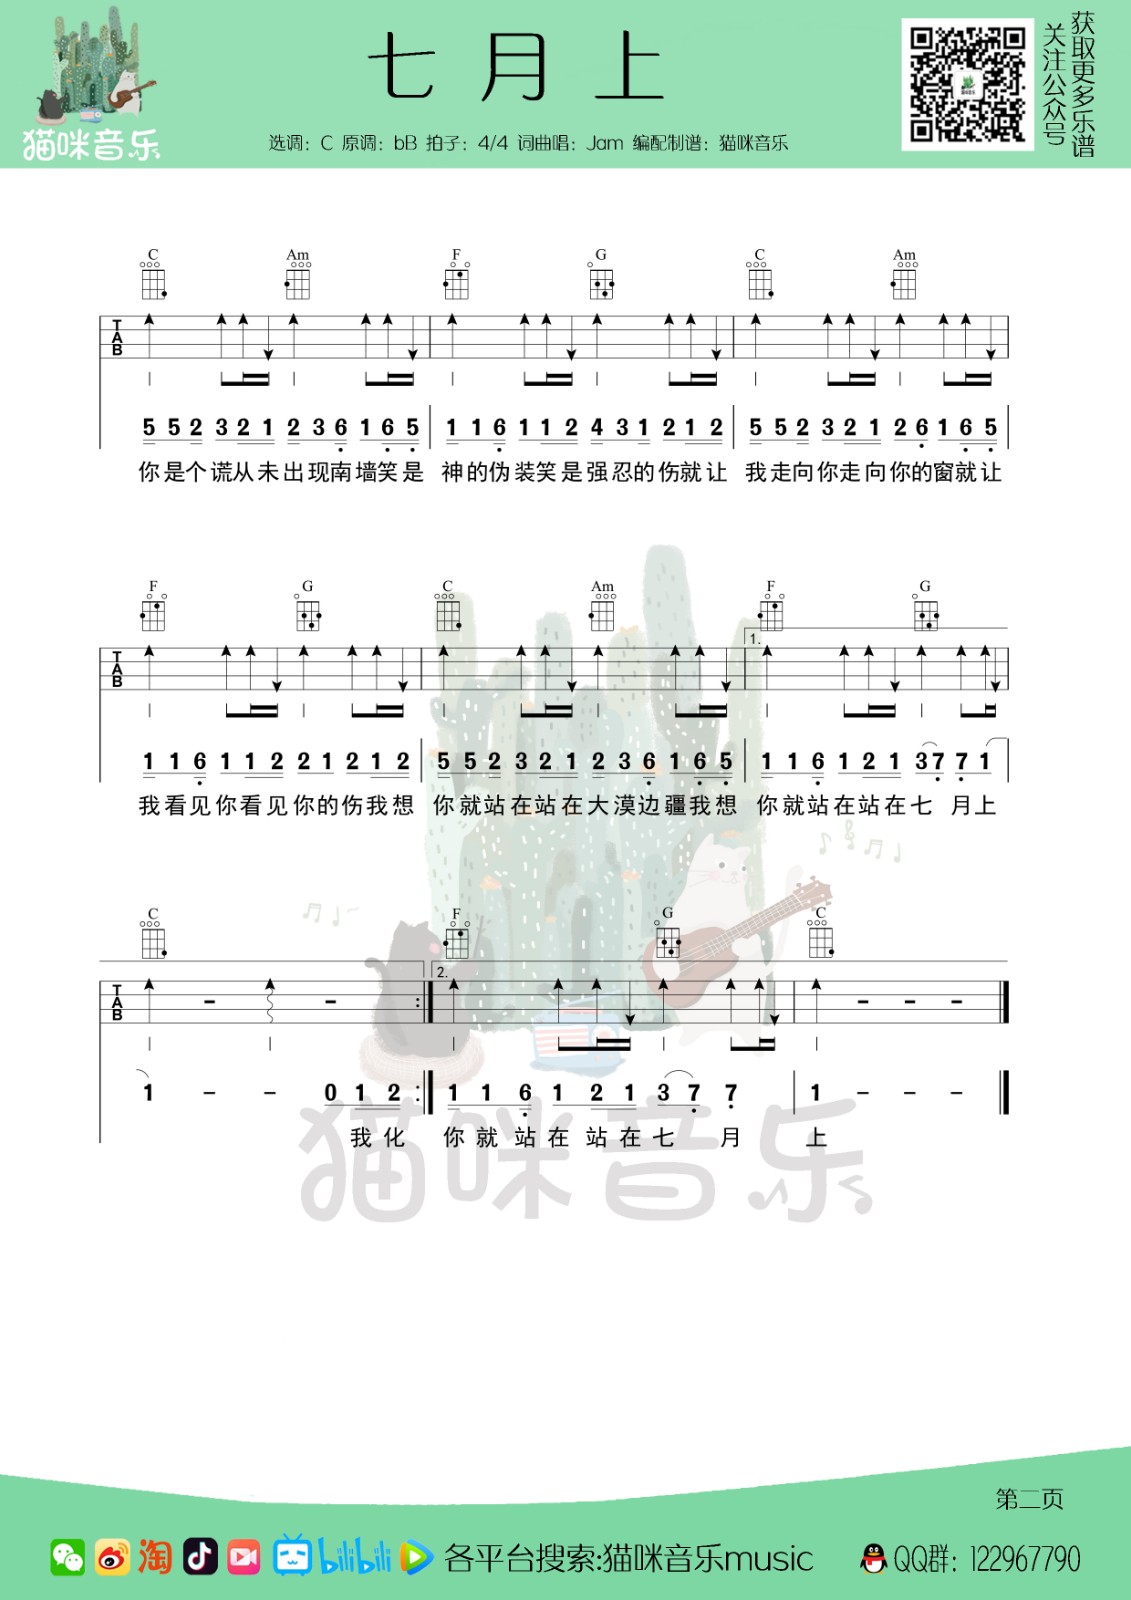 七月上
猫咪音乐
选调：C 原调：bB 拍子：4/4 词曲唱：Jam 编配制谱：猫咪音乐
获取更多乐谱
关注公众号
C Am F G C Am
TAB
5 5 2 3 2 1 2 3 6 1 6 5 1 1 6 1 1 2 4 3 1 2 1 2 5 5 2 3 2 1 2 6 1 6 5
你是个谎从未出现南墙笑是 神的伪装笑是强忍的伤就让 我走向你走向你的窗就让
F G C Am F G
1.
TAB
1 1 6 1 1 2 2 1 2 1 2 5 5 2 3 2 1 2 3 6 1 6 5 1 1 6 1 2 1 3 7 7 1
我看见你看见你的伤我想 你就站在站在大漠边疆我想 你就站在站在七 月上
C F G C
2.
TAB – – – – –
1 – – 0 1 2 1 1 6 1 2 1 3 7 7 1 – – –
我化 你就站在站在七 月 上
猫咪音乐
第二页
淘 bilibili 各平台搜索:猫咪音乐music QQ群：122967790